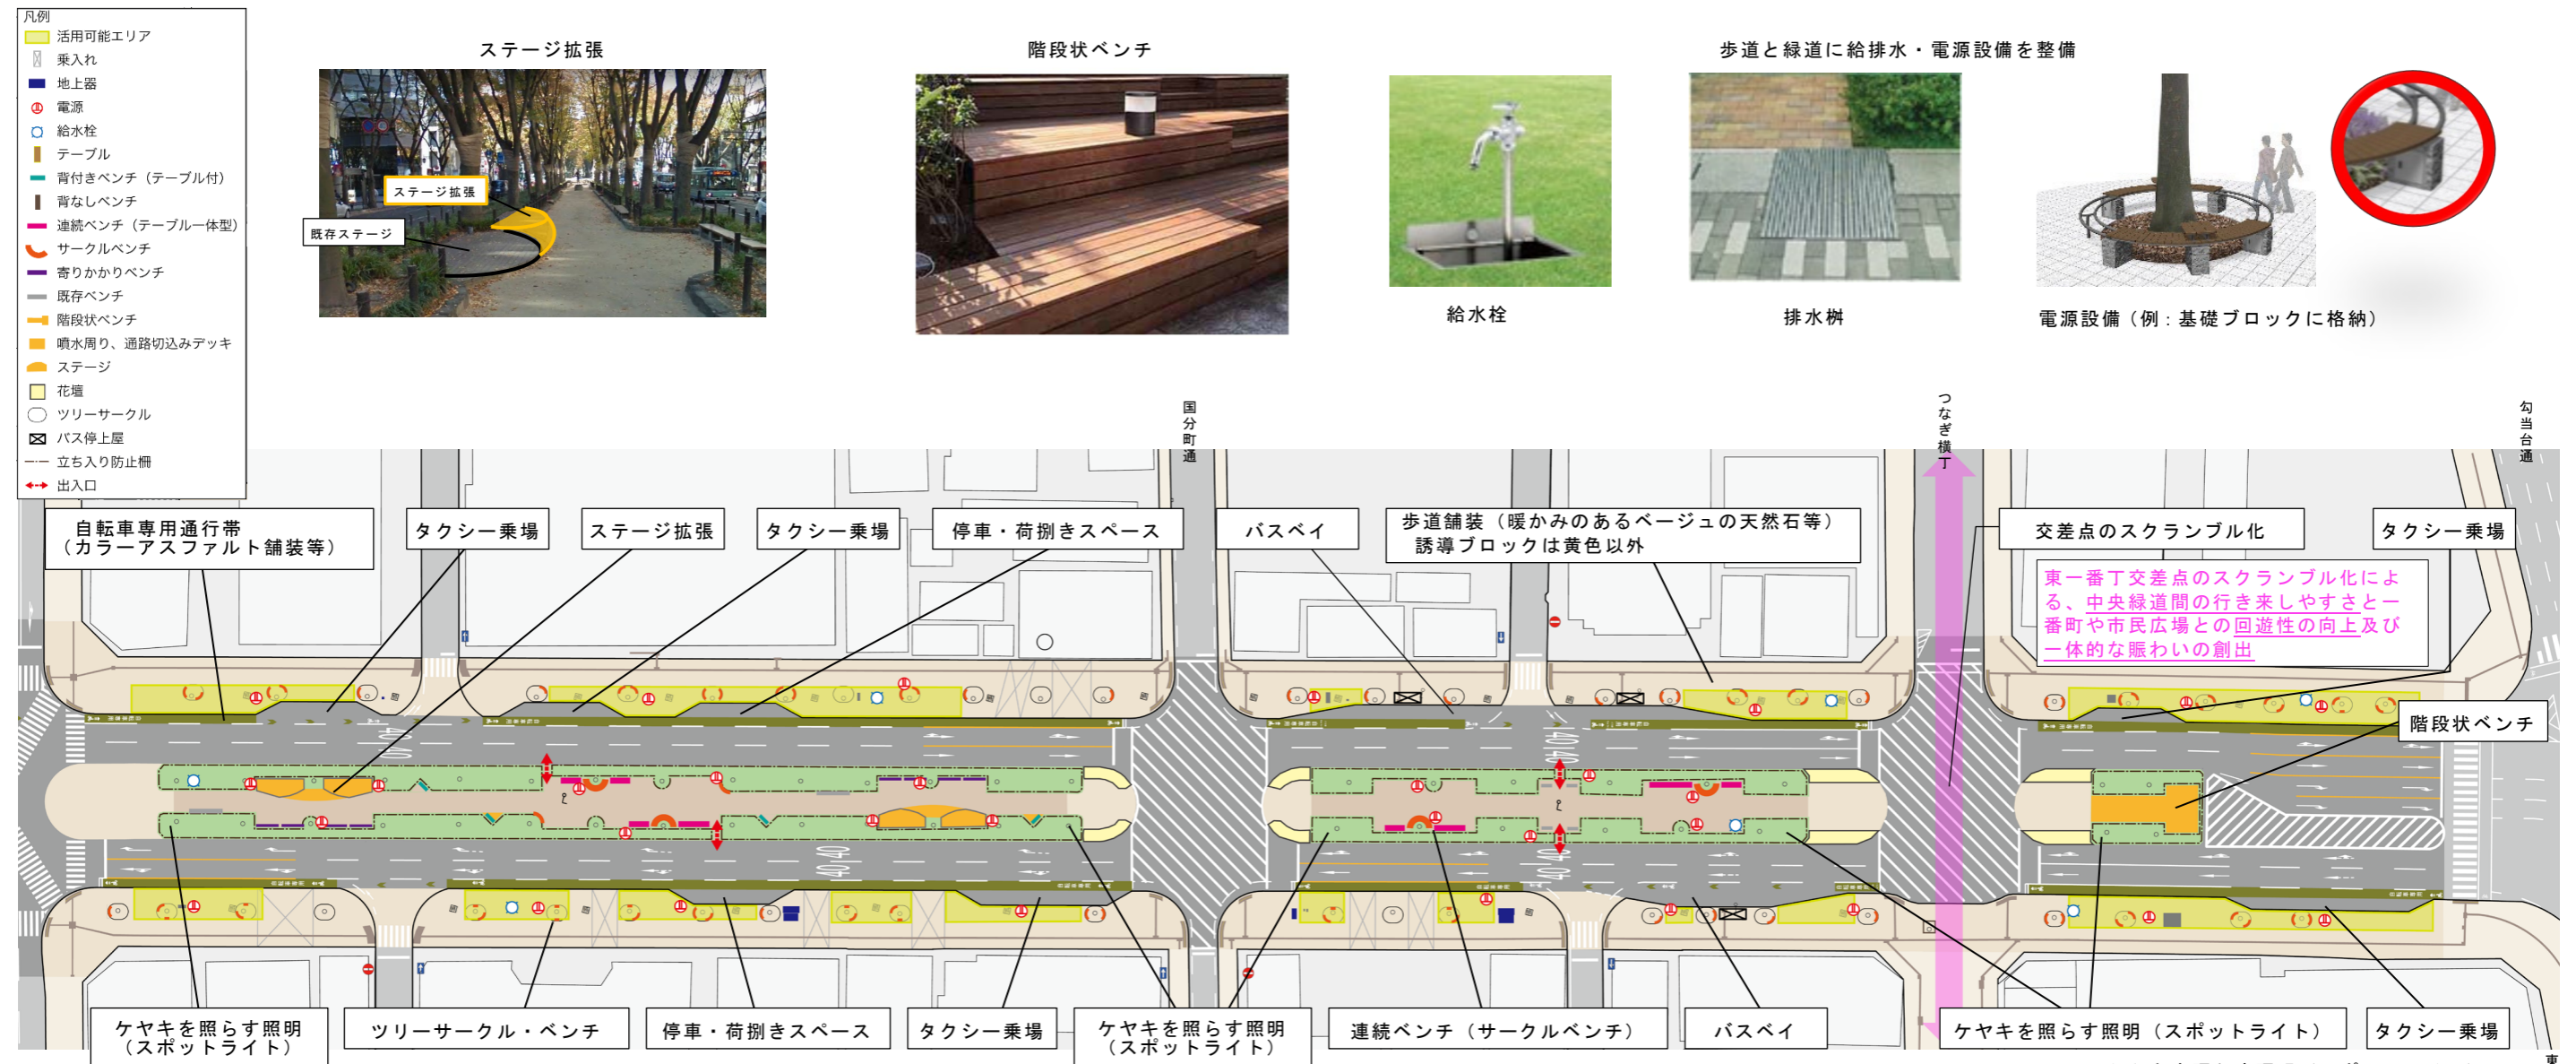 凡例
活用可能エリア
乗入れ
地上器
電源
給水栓
テーブル
背付きベンチ（テーブル付）
背なしベンチ
連続ベンチ（テーブル一体型）
サークルベンチ
寄りかかりベンチ
既存ベンチ
階段状ベンチ
噴水周り、通路切込みデッキ
ステージ
花壇
ツリーサークル
バス停上屋
立ち入り防止柵
出入口
ステージ拡張
ステージ拡張
既存ステージ
階段状ベンチ
歩道と緑道に給排水・電源設備を整備
給水栓
排水桝
電源設備（例：基礎ブロックに格納）
国分町通
つなぎ横丁
勾当台通
自転車専用通行帯
（カラーアスファルト舗装等）
タクシー乗場
ステージ拡張
タクシー乗場
停車・荷捌きスペース
バスベイ
歩道舗装（暖かみのあるベージュの天然石等）
誘導ブロックは黄色以外
交差点のスクランブル化
タクシー乗場
東一番丁交差点のスクランブル化によ
る、中央緑道間の行き来しやすさと一
番町や市民広場との回遊性の向上及び
一体的な賑わいの創出
階段状ベンチ
40
40
40
40
ケヤキを照らす照明
（スポットライト）
ツリーサークル・ベンチ
停車・荷捌きスペース
タクシー乗場
ケヤキを照らす照明
（スポットライト）
連続ベンチ（サークルベンチ）
バスベイ
ケヤキを照らす照明（スポットライト）
タクシー乗場
東